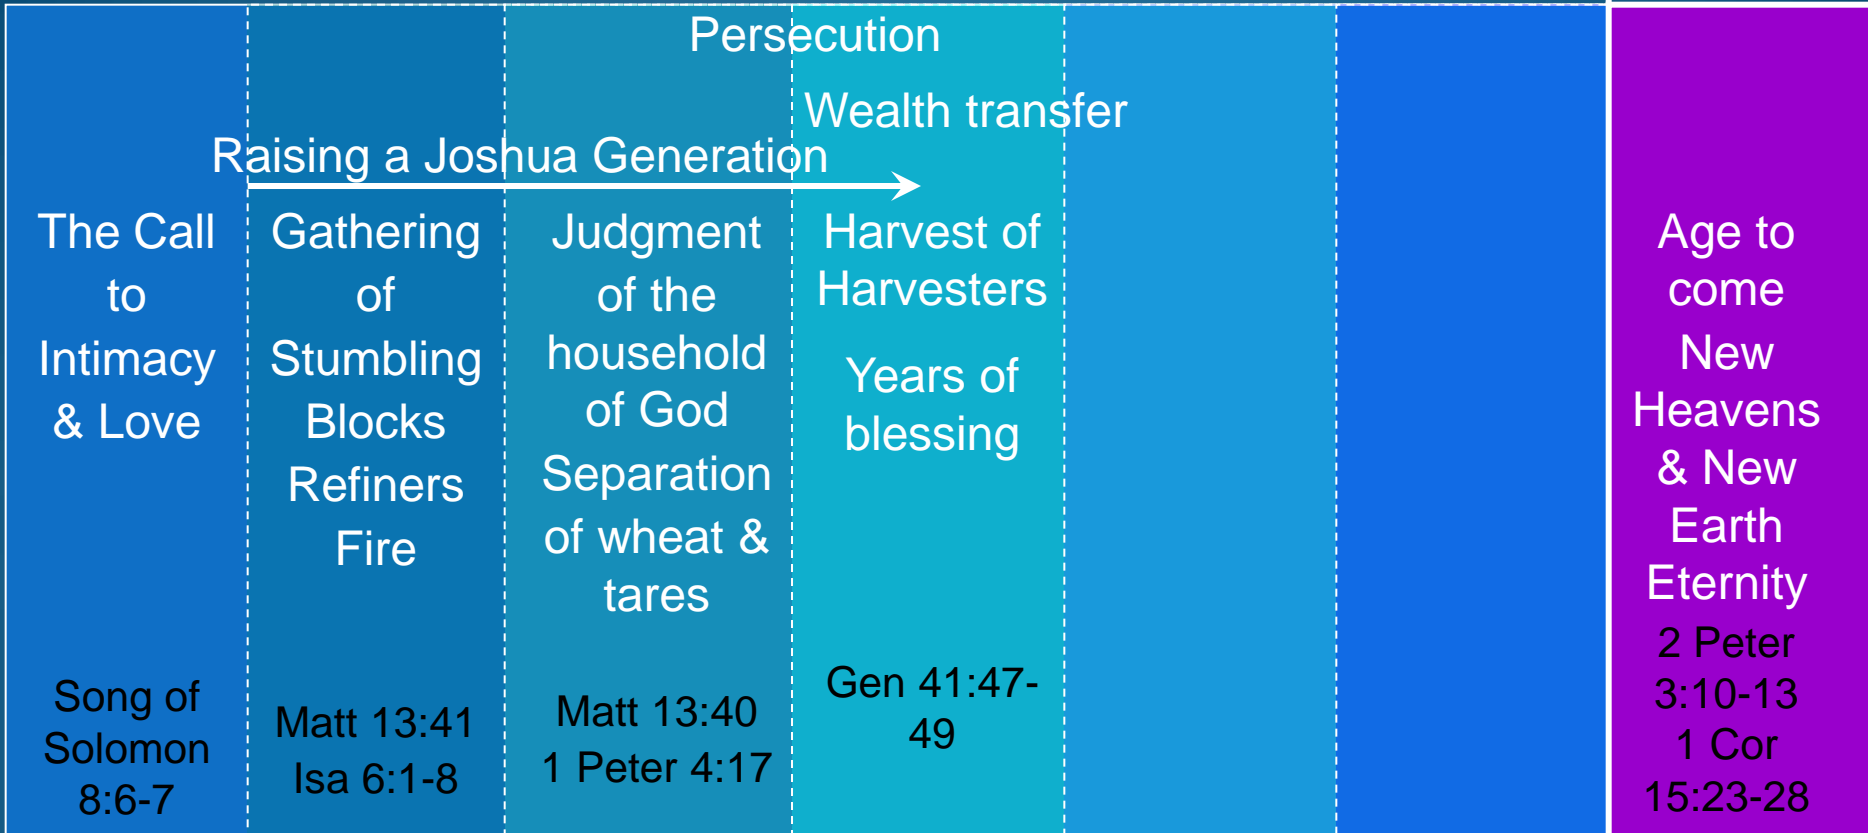 Persecution
Wealth transfer
Raising a Joshua Generation
The Call
to
Intimacy
& Love
Song of
Solomon
8:6-7
Gathering
of
Stumbling
Blocks
Refiners
Fire
Matt 13:41
Isa 6:1-8
Judgment
of the
household
of God
Separation
of wheat &
tares
Matt 13:40
1 Peter 4:17
Harvest of
Harvesters
Years of
blessing
Gen 41:47-
49
Age to
come
New
Heavens
& New
Earth
Eternity
2 Peter
3:10-13
1 Cor
15:23-28